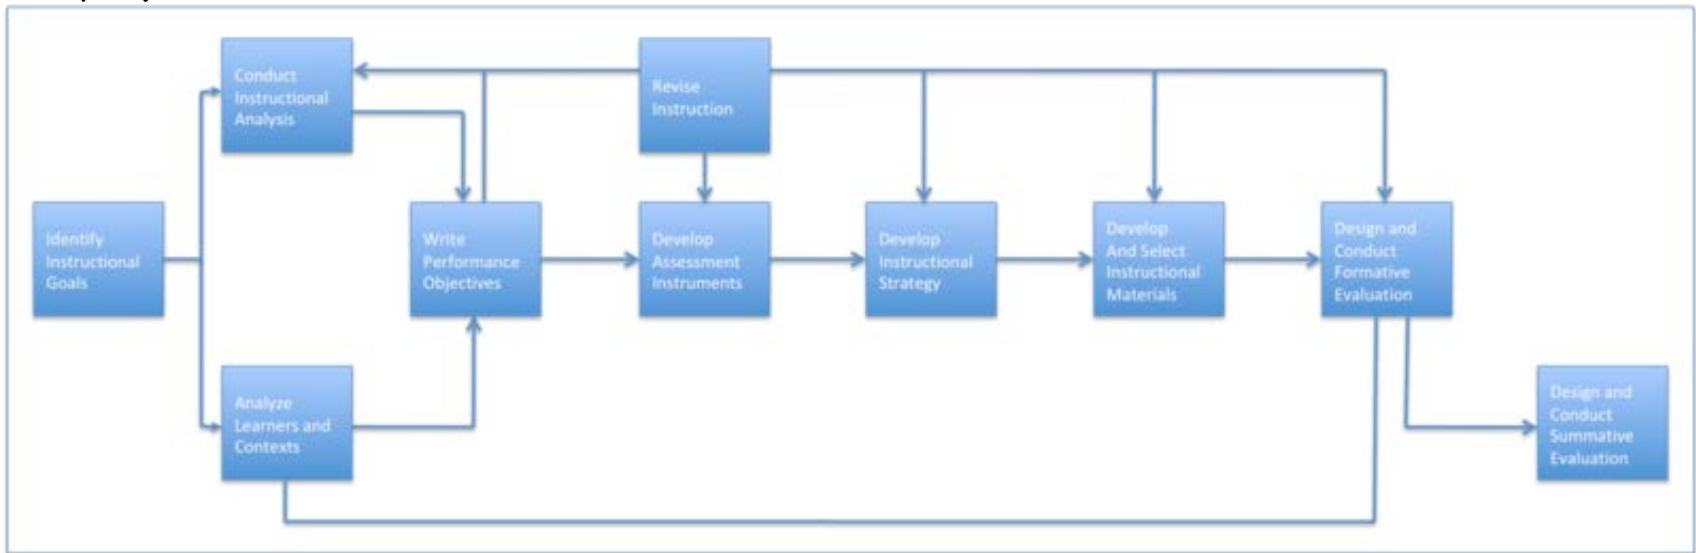 Conduct
Instructional
Analysis
Revise
Instruction
Identify
Instructional
Goals
Write
Performance
Objectives
Develop
Assessment
Instruments
Develop
Instructional
Strategy
Develop
And Select
Instructional
Materials
Design and
Conduct
Formative
Evaluation
Analyze
Learners and
Contexts
Design and
Conduct
Summative
Evaluation